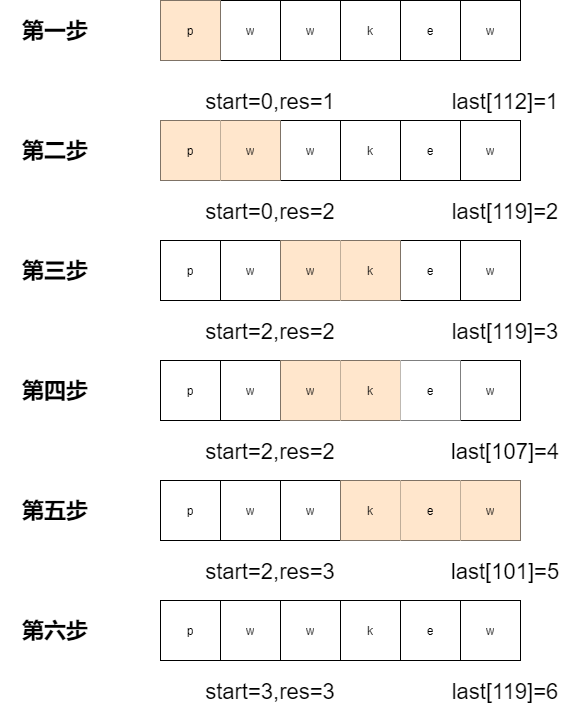 第一步 p w w k e w
start=0,res=1 last[112]=1
第二步 p w w k e w
start=0,res=2 last[119]=2
第三步 p w w k e w
start=2,res=2 last[119]=3
第四步 p w w k e w
start=2,res=2 last[107]=4
第五步 p w w k e w
start=2,res=3 last[101]=5
第六步 p w w k e w
start=3,res=3 last[119]=6